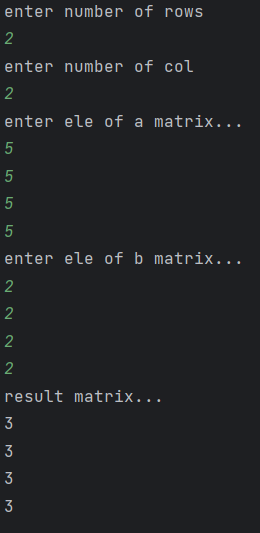 enter number of rows
2
enter number of col
2
enter ele of a matrix...
5
5
5
5
enter ele of b matrix...
2
2
2
2
result matrix...
3
3
3
3